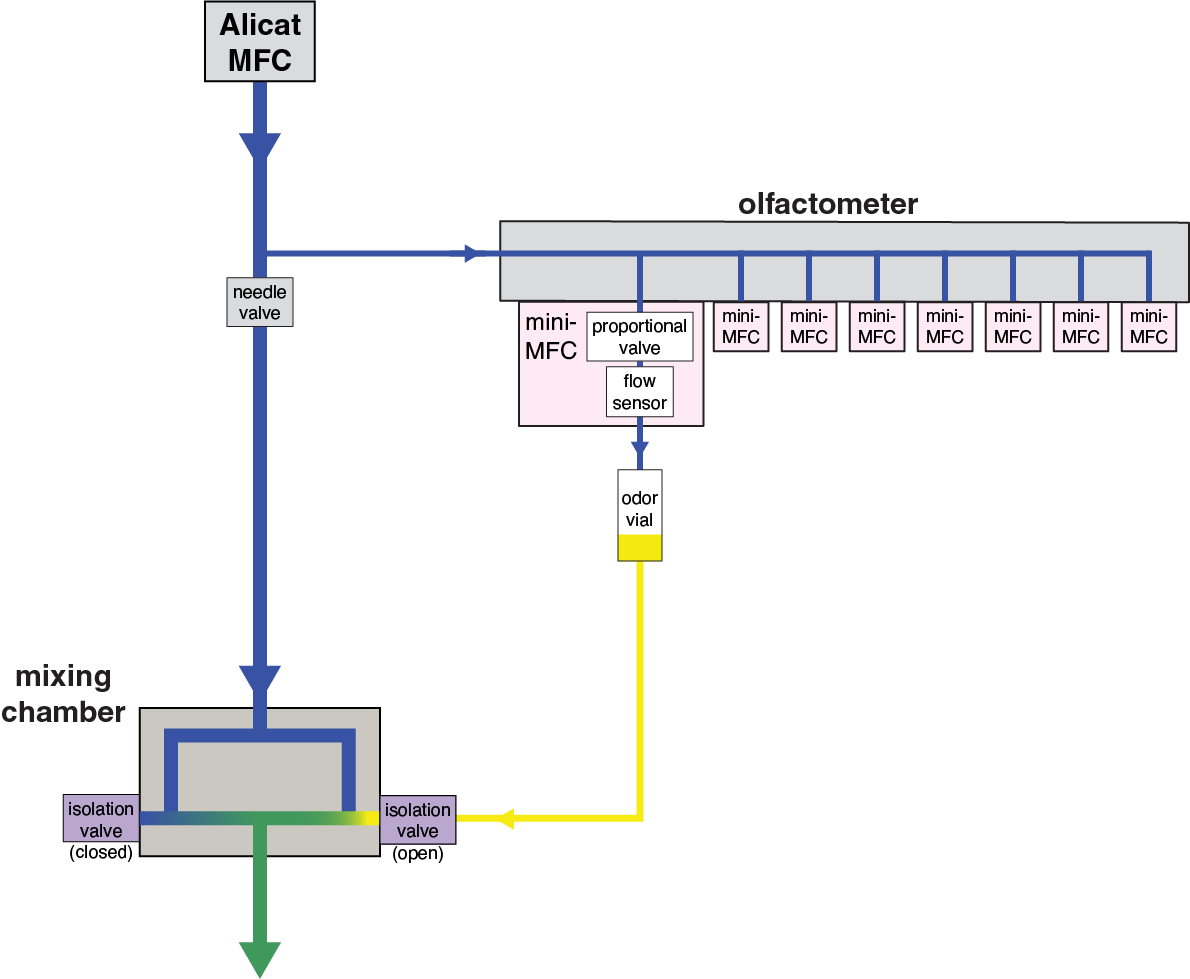 Alicat
MFC
olfactometer
needle
valve
mini-
MFC
proportional
valve
flow
sensor
mini-
MFC
mini-
MFC
mini-
MFC
mini-
MFC
mini-
MFC
mini-
MFC
mini-
MFC
odor
vial
mixing
chamber
isolation
valve
(closed)
isolation
valve
(open)